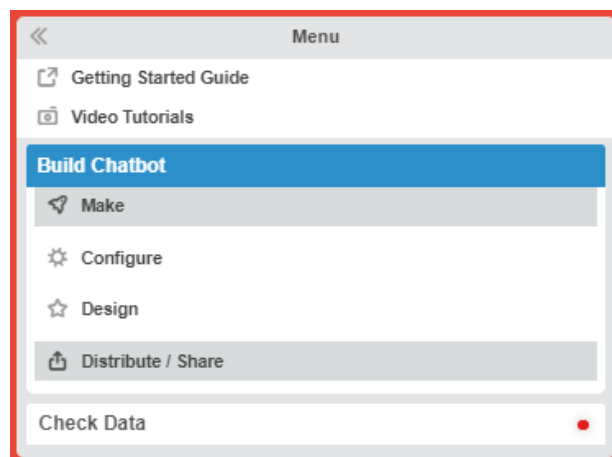 Menu
Getting Started Guide
Video Tutorials
Build Chatbot
Make
Configure
Design
Distribute / Share
Check Data